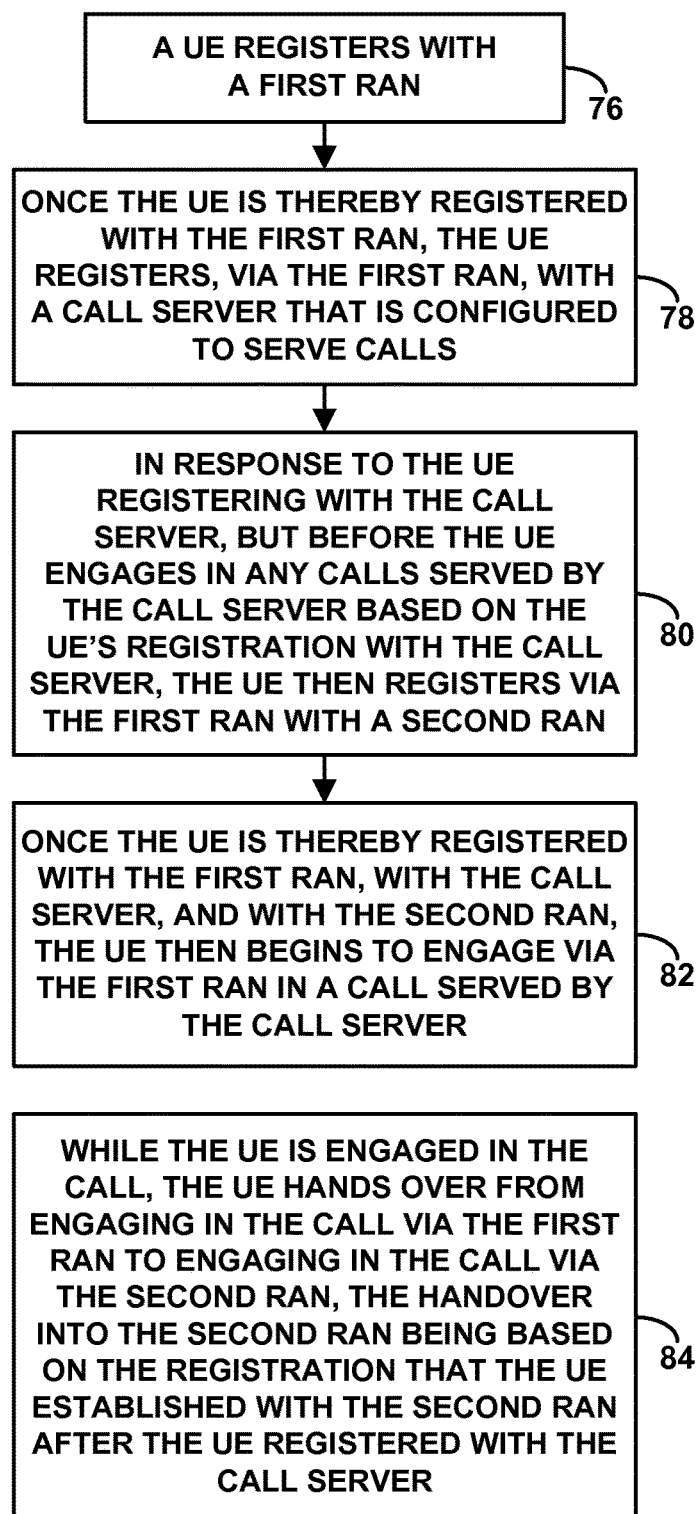 A UE REGISTERS WITH
A FIRST RAN
76
ONCE THE UE IS THEREBY REGISTERED
WITH THE FIRST RAN, THE UE
REGISTERS, VIA THE FIRST RAN, WITH
A CALL SERVER THAT IS CONFIGURED
TO SERVE CALLS
78
IN RESPONSE TO THE UE
REGISTERING WITH THE CALL
SERVER, BUT BEFORE THE UE
ENGAGES IN ANY CALLS SERVED BY
THE CALL SERVER BASED ON THE
UE'S REGISTRATION WITH THE CALL
SERVER, THE UE THEN REGISTERS VIA
THE FIRST RAN WITH A SECOND RAN
80
ONCE THE UE IS THEREBY REGISTERED
WITH THE FIRST RAN, WITH THE CALL
SERVER, AND WITH THE SECOND RAN,
THE UE THEN BEGINS TO ENGAGE VIA
THE FIRST RAN IN A CALL SERVED BY
THE CALL SERVER
82
WHILE THE UE IS ENGAGED IN THE
CALL, THE UE HANDS OVER FROM
ENGAGING IN THE CALL VIA THE FIRST
RAN TO ENGAGING IN THE CALL VIA
THE SECOND RAN, THE HANDOVER
INTO THE SECOND RAN BEING BASED
ON THE REGISTRATION THAT THE UE
ESTABLISHED WITH THE SECOND RAN
AFTER THE UE REGISTERED WITH THE
CALL SERVER
84